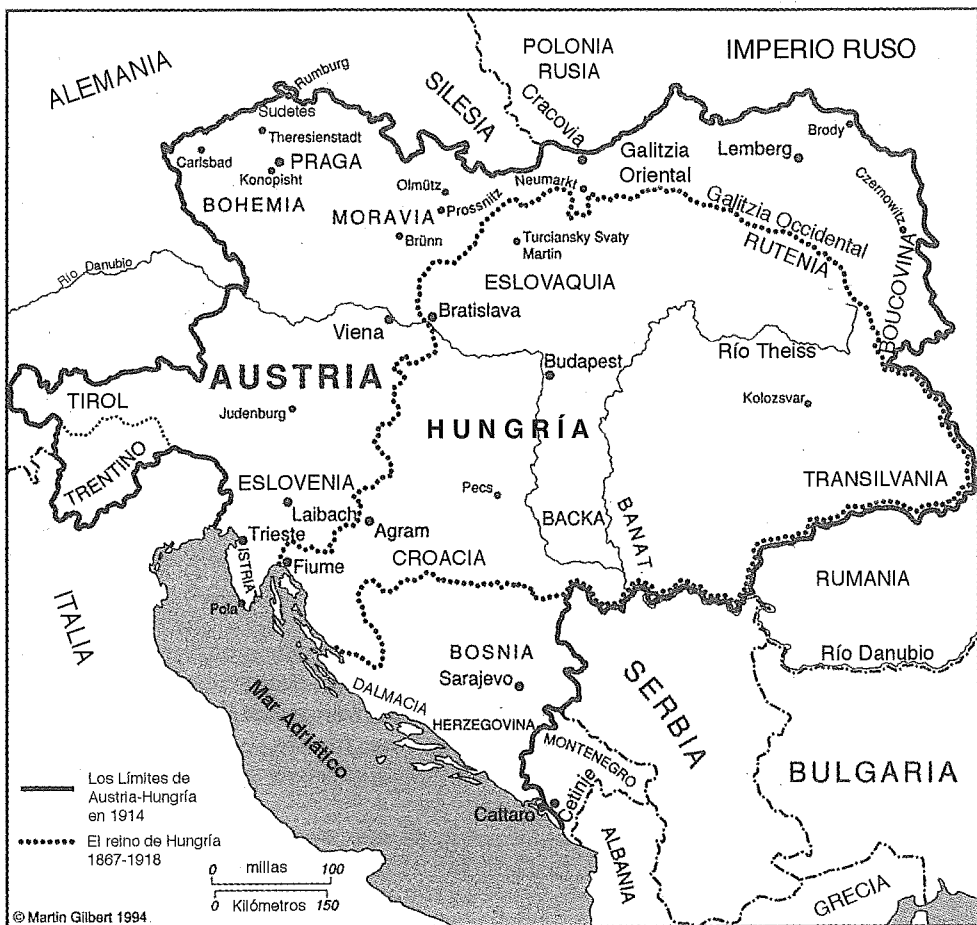 ALEMANIA
Rumburg
Sudetes
Theresienstadt
Carlsbad
PRAGA
Konopisht
BOHEMIA
SILESIA
POLONIA
RUSIA
IMPERIO RUSO
Cracovia
Galitzia
Oriental
Lemberg
Brody
Czernowitz
Olmütz
Neumarkt
MORAVIA
Prossnitz
Brünn
Turciansky Svaty
Martin
Galitzia Occidental
RUTENIA
BOUCOVINA
ESLOVAQUIA
Río Danubio
Viena
Bratislava
Río Theiss
AUSTRIA
Budapest
TIROL
Judenburg
Kolozsvar
HUNGRÍA
TRENTINO
ESLOVENIA
Laibach
Pecs
TRANSILVANIA
BACKA
BANAT.
Trieste
Agram
ISTRIA
Fiume
CROACIA
RUMANIA
ITALIA
Pola
BOSNIA
Sarajevo
Río Danubio
DALMACIA
HERZEGOVINA
SERBIA
Mar Adriático
MONTENEGRO
BULGARIA
Cetinje
Cattaro
ALBANIA
GRECIA
Los Límites de
Austria-Hungría
en 1914
El reino de Hungría
1867-1918
0 millas 100
0 Kilómetros 150
© Martin Gilbert 1994